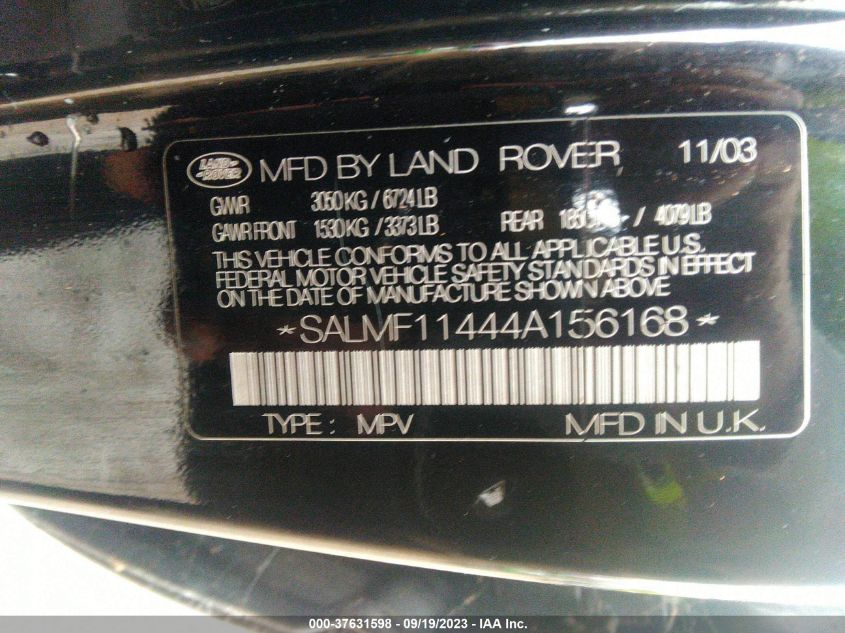 LAND-
-ROVER
MFD BY LAND ROVER 11/03
GVWR 3050 KG / 6724 LB
GAWR FRONT 1530 KG / 3373 LB REAR / 4079 LB
THIS VEHICLE CONFORMS TO ALL APPLICABLE U.S.
FEDERAL MOTOR VEHICLE SAFETY STANDARDS IN EFFECT
ON THE DATE OF MANUFACTURE SHOWN ABOVE
*SALMF11444A156168*
TYPE: MPV MFD IN U.K.
000-37631598 - 09/19/2023 - IAA Inc.